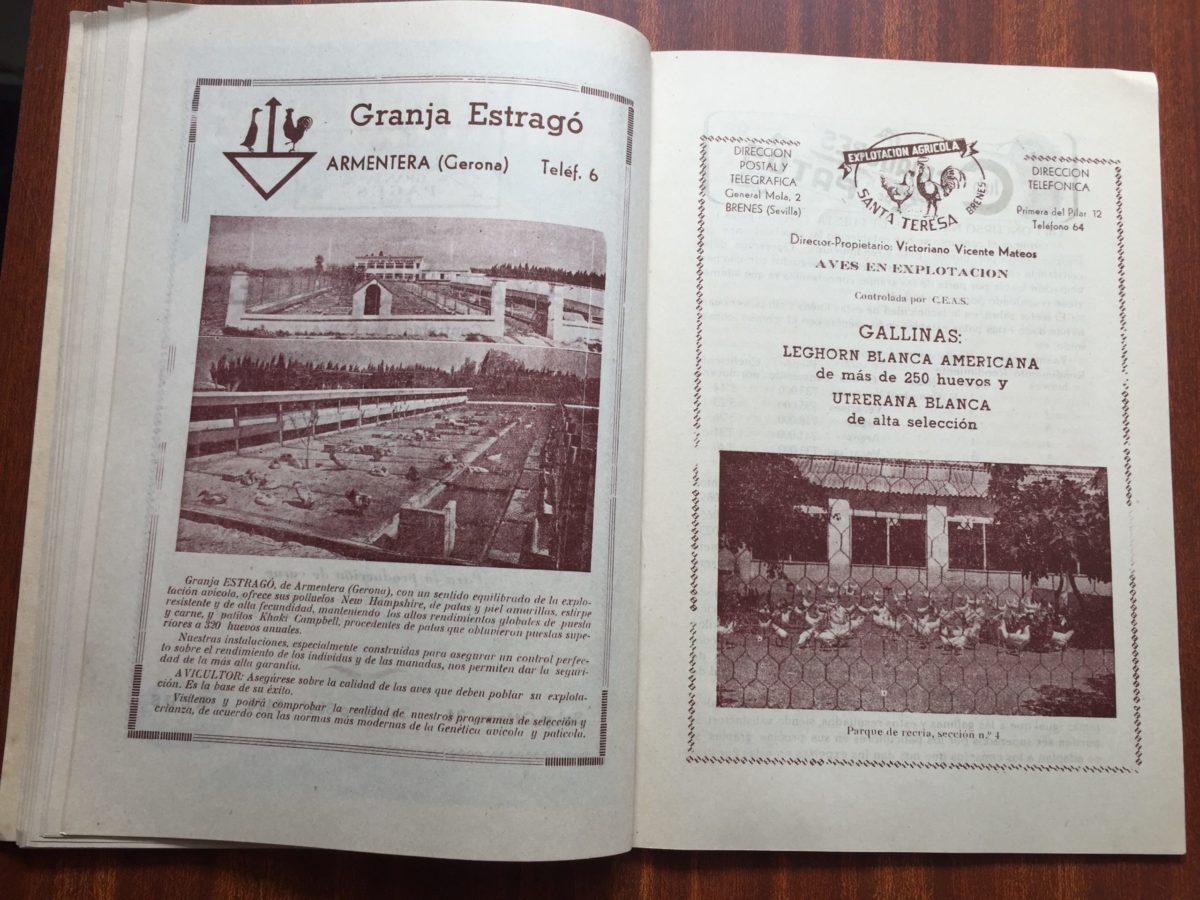 Granja Estragó
ARMENTERA (Gerona) Teléf. 6
Granja ESTRAGÓ, de Armentera (Gerona), con un sentido equilibrado de la explo-
tación avícola, ofrece sus polluelos New Hampshire, de patas y piel amarillas, estirpe
resistente y de alta fecundidad, manteniendo los altos rendimientos globales de puesta
y carne, y patitos Khaki Campbell, procedentes de patas que obtuvieron puestas supe-
riores a 320 huevos anuales.
Nuestras instalaciones, especialmente construidas para asegurar un control perfec-
to sobre el rendimiento de los individuos y de las manadas, nos permiten dar la seguri-
dad de la más alta garantía.
AVICULTOR: Asegúrese sobre la calidad de las aves que deben poblar su explota-
ción. Es la base de su éxito.
Visítenos y podrá comprobar la realidad de nuestros programas de selección y
crianza, de acuerdo con las normas más modernas de la Genética avícola y patícola.
DIRECCION
POSTAL Y
TELEGRAFICA
General Mola, 2
BRENES (Sevilla)
EXPLOTACION AGRICOLA
SANTA TERESA
BRENES
DIRECCION
TELEFONICA
Primera del Pilar 12
Teléfono 64
Director-Propietario: Victoriano Vicente Mateos
AVES EN EXPLOTACION
Controlada por C.E.A.S.
GALLINAS:
LEGHORN BLANCA AMERICANA
de más de 250 huevos y
UTRERANA BLANCA
de alta selección
Parque de recría, sección n.º 4